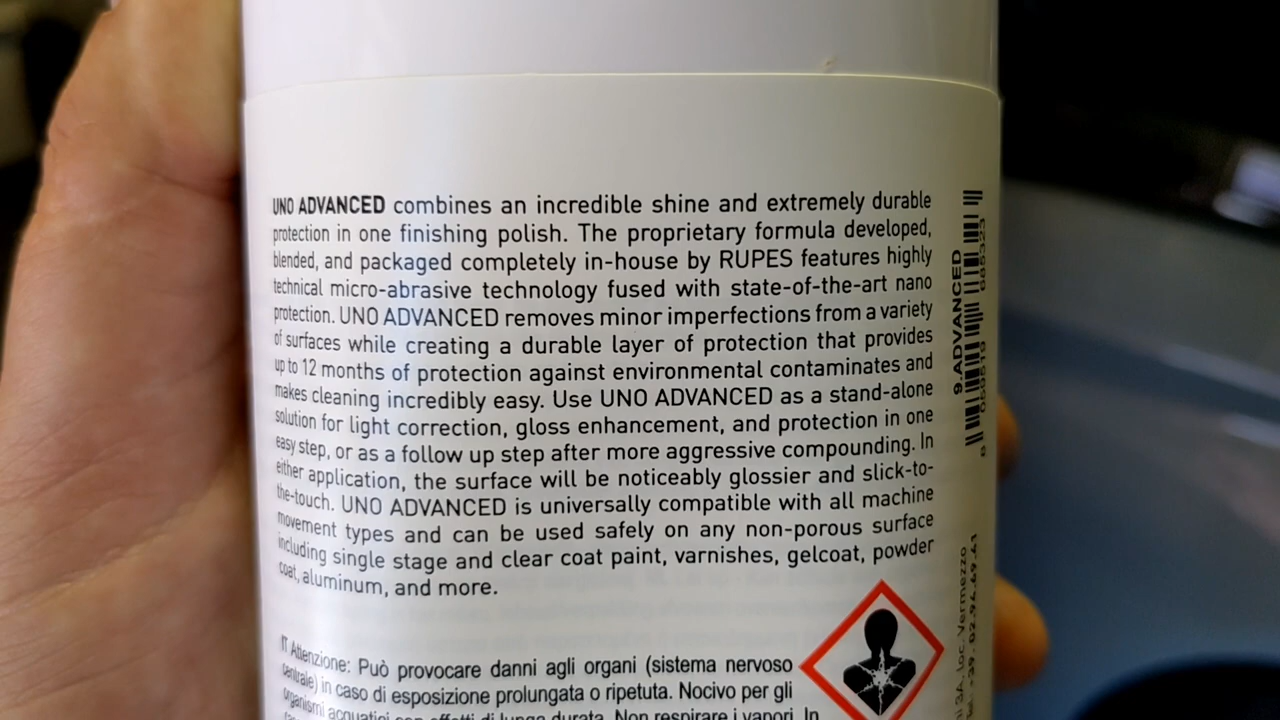 UNO ADVANCED combines an incredible shine and extremely durable
protection in one finishing polish. The proprietary formula developed,
blended, and packaged completely in-house by RUPES features highly
technical micro-abrasive technology fused with state-of-the-art nano
protection. UNO ADVANCED removes minor imperfections from a variety
of surfaces while creating a durable layer of protection that provides
up to 12 months of protection against environmental contaminates and
makes cleaning incredibly easy. Use UNO ADVANCED as a stand-alone
solution for light correction, gloss enhancement, and protection in one
easy step, or as a follow up step after more aggressive compounding. In
either application, the surface will be noticeably glossier and slick-to-
the-touch. UNO ADVANCED is universally compatible with all machine
movement types and can be used safely on any non-porous surface
including single stage and clear coat paint, varnishes, gelcoat, powder
coat, aluminum, and more.
IT Attenzione: Può provocare danni agli organi (sistema nervoso
centrale) in caso di esposizione prolungata o ripetuta. Nocivo per gli
organismi acquatici con effetti di lunga durata. Non respirare i vapori. In
9.ADVANCED
3A, Loc. Vermezzo
Tel. +39. 02.94.69.41